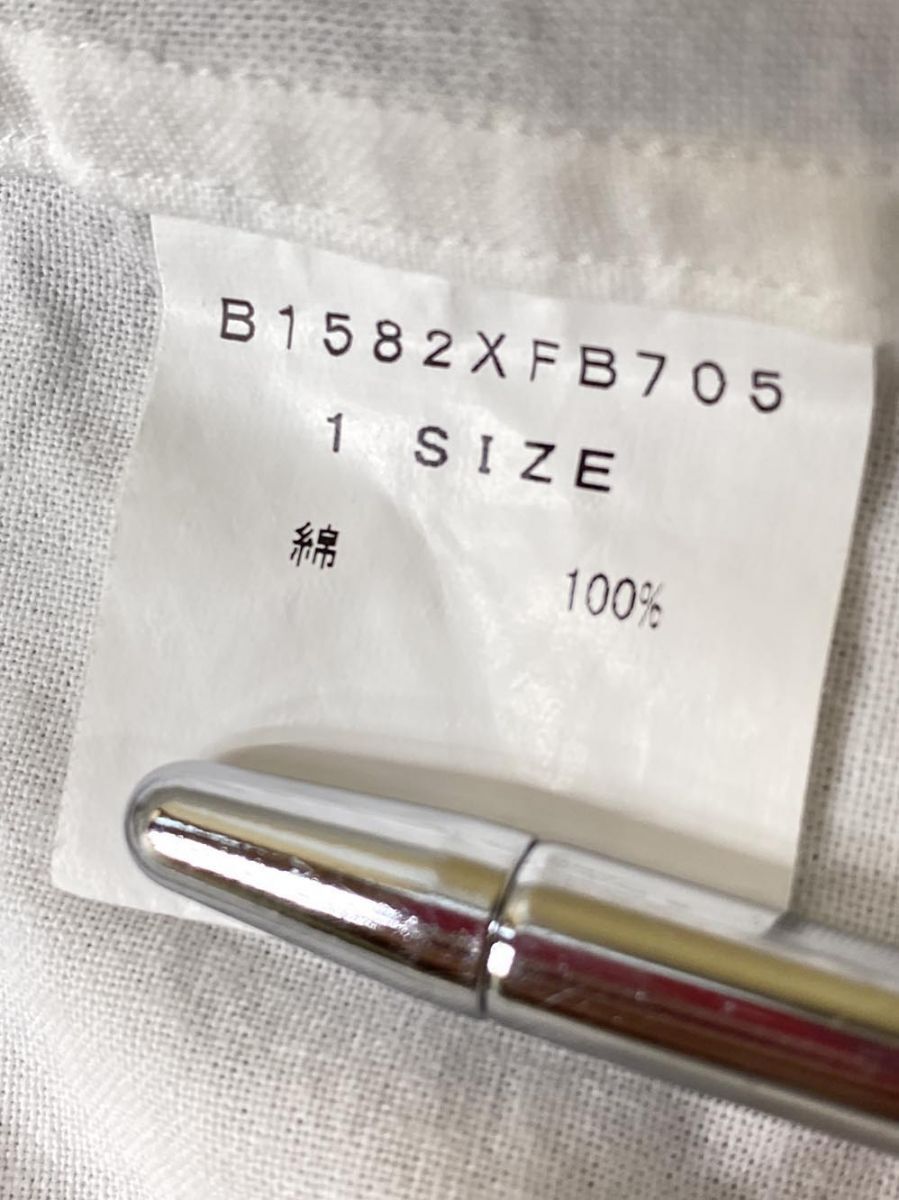 B1582XFB705
1 SIZE
綿 100%